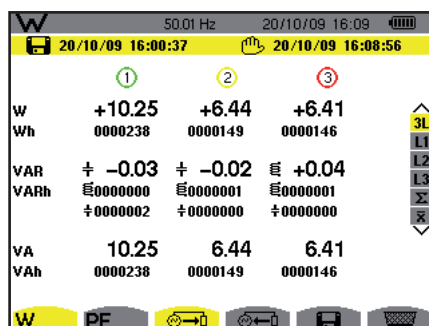 W 50.01 Hz 20/10/09 16:09
20/10/09 16:00:37 20/10/09 16:08:56
1 2 3
W +10.25 +6.44 +6.41
Wh 0000238 0000149 0000146
VAR -0.03 -0.02 +0.04
VARh 0000000 0000001 0000001
0000002 0000000 0000000
VA 10.25 6.44 6.41
VAh 0000238 0000149 0000146
3L
L1
L2
L3
Σ
x̅
W PF